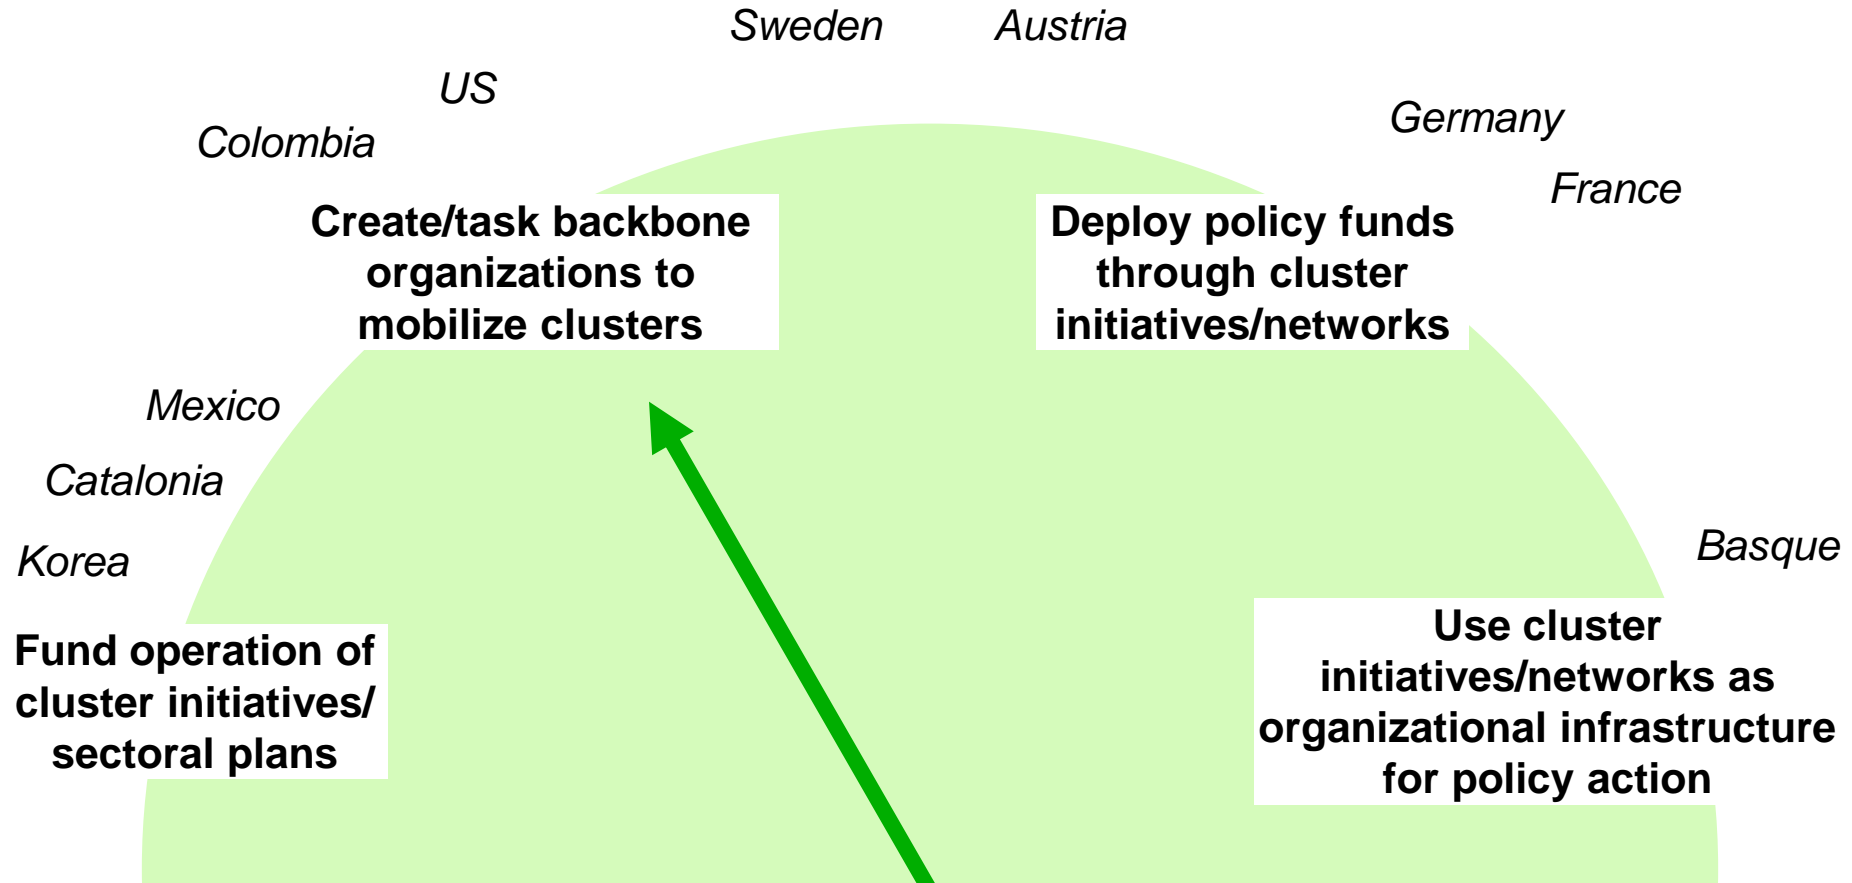 Sweden
Austria
US
Colombia
Germany
France
Create/task backbone
organizations to
mobilize clusters
Deploy policy funds
through cluster
initiatives/networks
Mexico
Catalonia
Korea
Basque
Fund operation of
cluster initiatives/
sectoral plans
Use cluster
initiatives/networks as
organizational infrastructure
for policy action